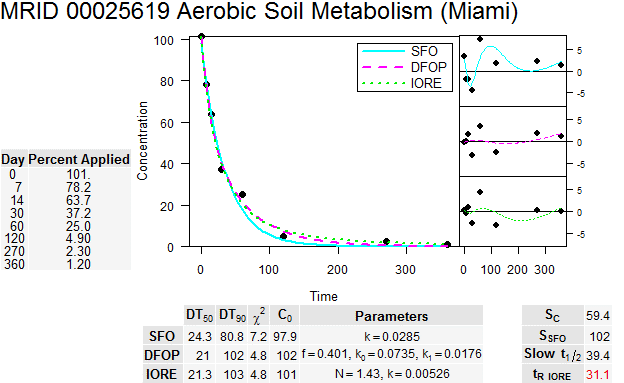 MRID 00025619 Aerobic Soil Metabolism (Miami)
SFO
DFOP
IORE
100
80
60
40
20
0
Concentration
0 100 200 300
Time
5
0
-5
5
0
-5
5
0
-5
0 100 200 300
Day Percent Applied
0 101.
7 78.2
14 63.7
30 37.2
60 25.0
120 4.90
270 2.30
360 1.20
DT50 DT90 χ2 C0 Parameters
SFO 24.3 80.8 7.2 97.9 k=0.0285
DFOP 21 102 4.8 102 f=0.401, k0=0.0735, k1=0.0176
IORE 21.3 103 4.8 101 N=1.43, k=0.00526
SC 59.4
SSFO 102
Slow t1/2 39.4
tR IORE 31.1